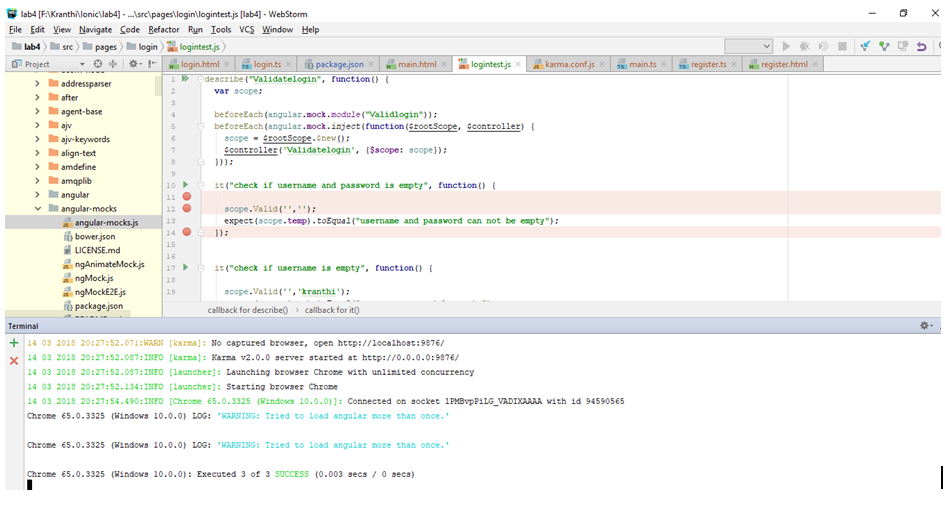 lab4 [F:\Kranthi\Ionic\lab4] - ...\src\pages\login\logintest.js [lab4] - WebStorm
File Edit View Navigate Code Refactor Run Tools VCS Window Help
lab4 src pages login logintest.js
Project login.html login.ts package.json main.html logintest.js karma.conf.js main.ts register.ts register.html
addressparser
after
agent-base
ajv
ajv-keywords
align-text
amdefine
amqplib
angular
angular-mocks
angular-mocks.js
bower.json
LICENSE.md
ngAnimateMock.js
ngMock.js
ngMockE2E.js
package.json
1 describe("Validatelogin", function() {
2 var scope;
3
4 beforeEach(angular.mock.module("Validlogin"));
5 beforeEach(angular.mock.inject(function($rootScope, $controller) {
6 scope = $rootScope.$new();
7 $controller('Validatelogin', {$scope: scope});
8 }));
9
10 it("check if username and password is empty", function() {
11
12 scope.Valid('','');
13 expect(scope.temp).toEqual("username and password can not be empty");
14 });
15
16
17 it("check if username is empty", function() {
18
19 scope.Valid('','kranthi');
callback for describe() callback for it()
Terminal
14 03 2018 20:27:52.071:WARN [karma]: No captured browser, open http://localhost:9876/
14 03 2018 20:27:52.087:INFO [karma]: Karma v2.0.0 server started at http://0.0.0.0:9876/
14 03 2018 20:27:52.087:INFO [launcher]: Launching browser Chrome with unlimited concurrency
14 03 2018 20:27:52.134:INFO [launcher]: Starting browser Chrome
14 03 2018 20:27:54.490:INFO [Chrome 65.0.3325 (Windows 10.0.0)]: Connected on socket lPMBvpPiLG_VADIXAAAA with id 94590565
Chrome 65.0.3325 (Windows 10.0.0) LOG: 'WARNING: Tried to load angular more than once.'
Chrome 65.0.3325 (Windows 10.0.0) LOG: 'WARNING: Tried to load angular more than once.'
Chrome 65.0.3325 (Windows 10.0.0): Executed 3 of 3 SUCCESS (0.003 secs / 0 secs)